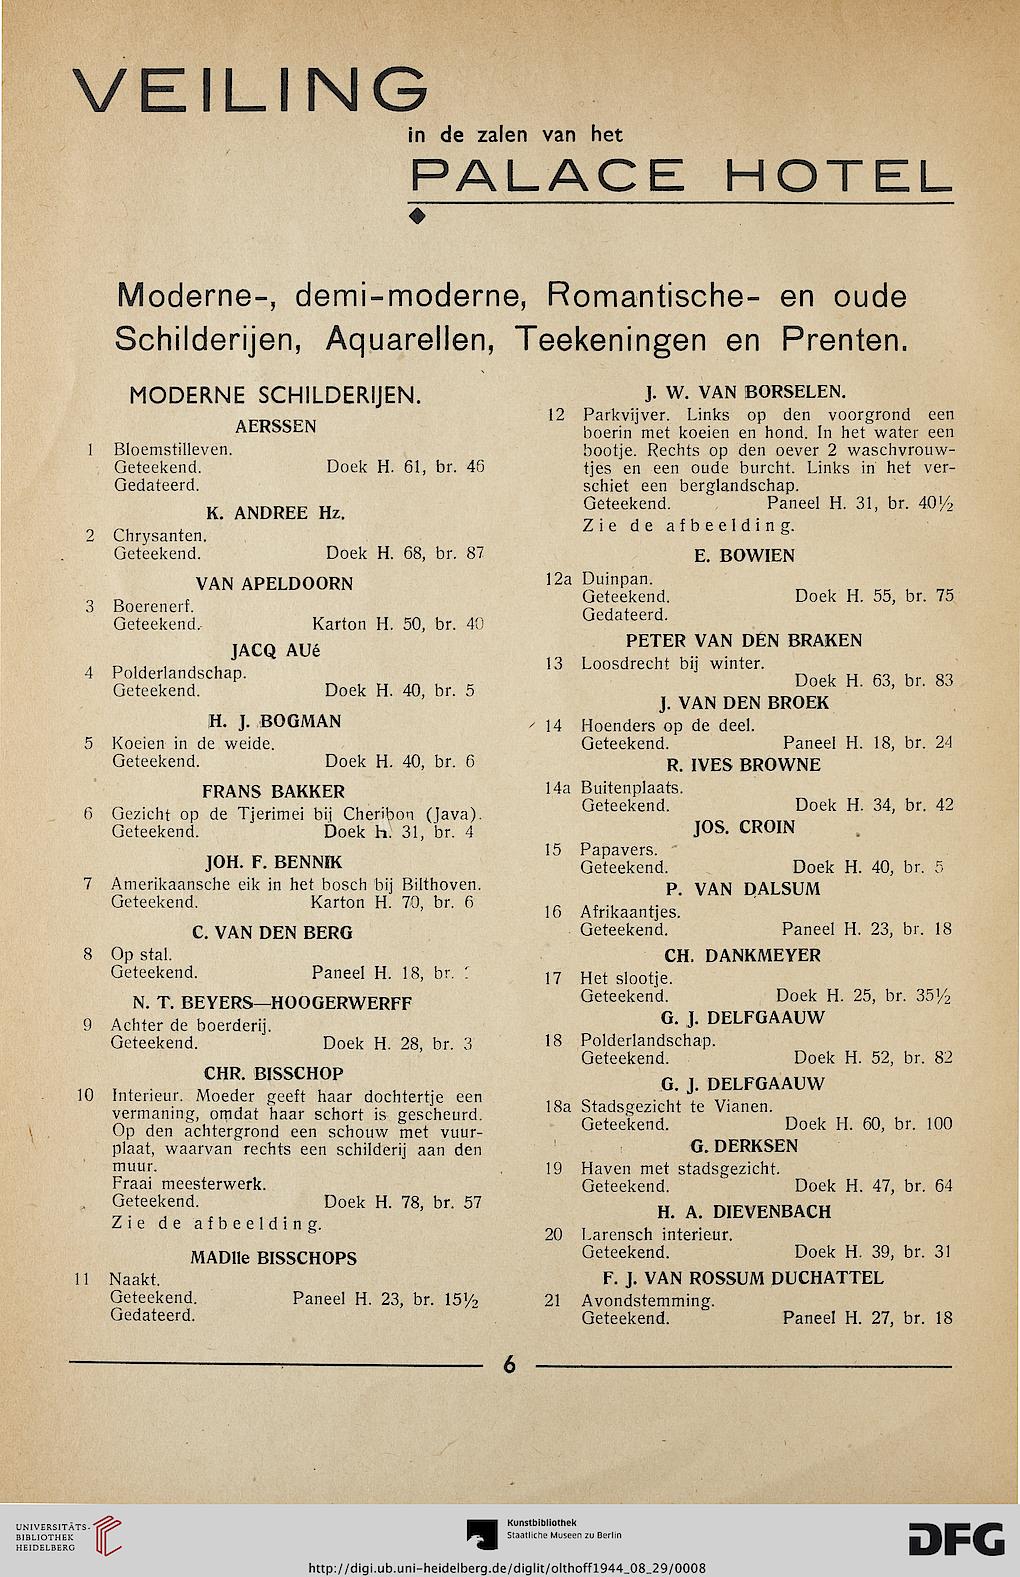 VEILING
in de zalen van het
PALACE HOTEL
Moderne-, demi-moderne, Romantische- en oude
Schilderijen, Aquarellen, Teekeningen en Prenten.
MODERNE SCHILDERIJEN.
AERSSEN
1 Bloemstilleven.
Geteekend. Doek H. 61, br. 46
Gedateerd.
K. ANDREE Hz.
2 Chrysanten.
Geteekend. Doek H. 68, br. 87
VAN APELDOORN
3 Boerenerf.
Geteekend. Karton H. 50, br. 40
JACQ AUé
4 Polderlandschap.
Geteekend. Doek H. 40, br. 5
H. J. BOGMAN
5 Koeien in de weide.
Geteekend. Doek H. 40, br. 6
FRANS BAKKER
6 Gezicht op de Tjerimei bij Cheribon (Java).
Geteekend. Doek H. 31, br. 4
JOH. F. BENNIK
7 Amerikaansche eik in het bosch bij Bilthoven.
Geteekend. Karton H. 70, br. 6
C. VAN DEN BERG
8 Op stal.
Geteekend. Paneel H. 18, br.
N. T. BEYERS—HOOGERWERFF
9 Achter de boerderij.
Geteekend. Doek H. 28, br. 3
CHR. BISSCHOP
10 Interieur. Moeder geeft haar dochtertje een
vermaning, omdat haar schort is gescheurd.
Op den achtergrond een schouw met vuur-
plaat, waarvan rechts een schilderij aan den
muur.
Fraai meesterwerk.
Geteekend. Doek H. 78, br. 57
Zie de afbeelding.
MADlle BISSCHOPS
11 Naakt.
Geteekend. Paneel H. 23, br. 15½
Gedateerd.
J. W. VAN BORSELEN.
12 Parkvijver. Links op den voorgrond een
boerin met koeien en hond. In het water een
bootje. Rechts op den oever 2 waschvrouw-
tjes en een oude burcht. Links in het ver-
schiet een berglandschap.
Geteekend. Paneel H. 31, br. 40½
Zie de afbeelding.
E. BOWIEN
12a Duinpan.
Geteekend. Doek H. 55, br. 75
Gedateerd.
PETER VAN DEN BRAKEN
13 Loosdrecht bij winter.
Doek H. 63, br. 83
J. VAN DEN BROEK
14 Hoenders op de deel.
Geteekend. Paneel H. 18, br. 24
R. IVES BROWNE
14a Buitenplaats.
Geteekend. Doek H. 34, br. 42
JOS. CROIN
15 Papavers.
Geteekend. Doek H. 40, br. 5
P. VAN DALSUM
16 Afrikaantjes.
Geteekend. Paneel H. 23, br. 18
CH. DANKMEYER
17 Het slootje.
Geteekend. Doek H. 25, br. 35½
G. J. DELFGAAUW
18 Polderlandschap.
Geteekend. Doek H. 52, br. 82
G. J. DELFGAAUW
18a Stadsgezicht te Vianen.
Geteekend. Doek H. 60, br. 100
G. DERKSEN
19 Haven met stadsgezicht.
Geteekend. Doek H. 47, br. 64
H. A. DIEVENBACH
20 Larensch interieur.
Geteekend. Doek H. 39, br. 31
F. J. VAN ROSSUM DUCHATTEL
21 Avondstemming.
Geteekend. Paneel H. 27, br. 18
6
UNIVERSITÄTS-
BIBLIOTHEK
HEIDELBERG
Kunstbibliothek
Staatliche Museen zu Berlin
DFG
http://digi.ub.uni-heidelberg.de/diglit/olthoff1944_08_29/0008